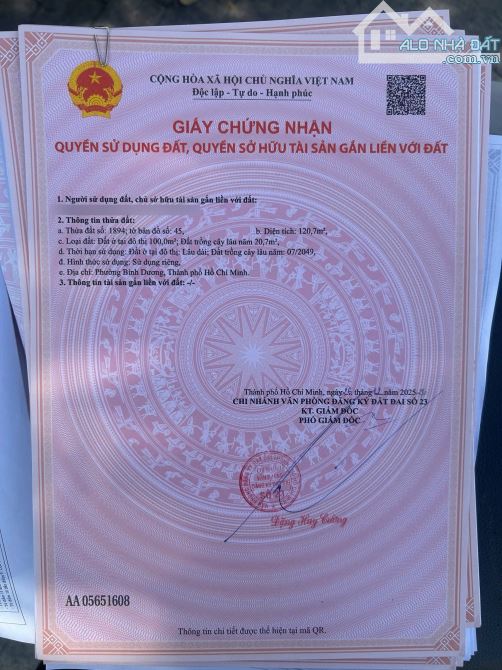 ALO NHÀ ĐẤT
.com.vn
CỘNG HÒA XÃ HỘI CHỦ NGHĨA VIỆT NAM
Độc lập - Tự do - Hạnh phúc
GIẤY CHỨNG NHẬN
QUYỀN SỬ DỤNG ĐẤT, QUYỀN SỞ HỮU TÀI SẢN GẮN LIỀN VỚI ĐẤT
1. Người sử dụng đất, chủ sở hữu tài sản gắn liền với đất:
2. Thông tin thửa đất:
a. Thửa đất số: 1894; tờ bản đồ số: 45, b. Diện tích: 120,7m²,
c. Loại đất: Đất ở tại đô thị 100,0m²; Đất trồng cây lâu năm 20,7m²,
d. Thời hạn sử dụng: Đất ở tại đô thị: Lâu dài; Đất trồng cây lâu năm: 07/2049,
đ. Hình thức sử dụng: Sử dụng riêng,
e. Địa chỉ: Phường Bình Dương, Thành phố Hồ Chí Minh.
3. Thông tin tài sản gắn liền với đất: -/-
Thành phố Hồ Chí Minh, ngày tháng năm 2025
CHI NHÁNH VĂN PHÒNG ĐĂNG KÝ ĐẤT ĐAI SỐ 23
KT. GIÁM ĐỐC
PHÓ GIÁM ĐỐC
Đặng Huy Cường
AA 05651608
Thông tin chi tiết được thể hiện tại mã QR.